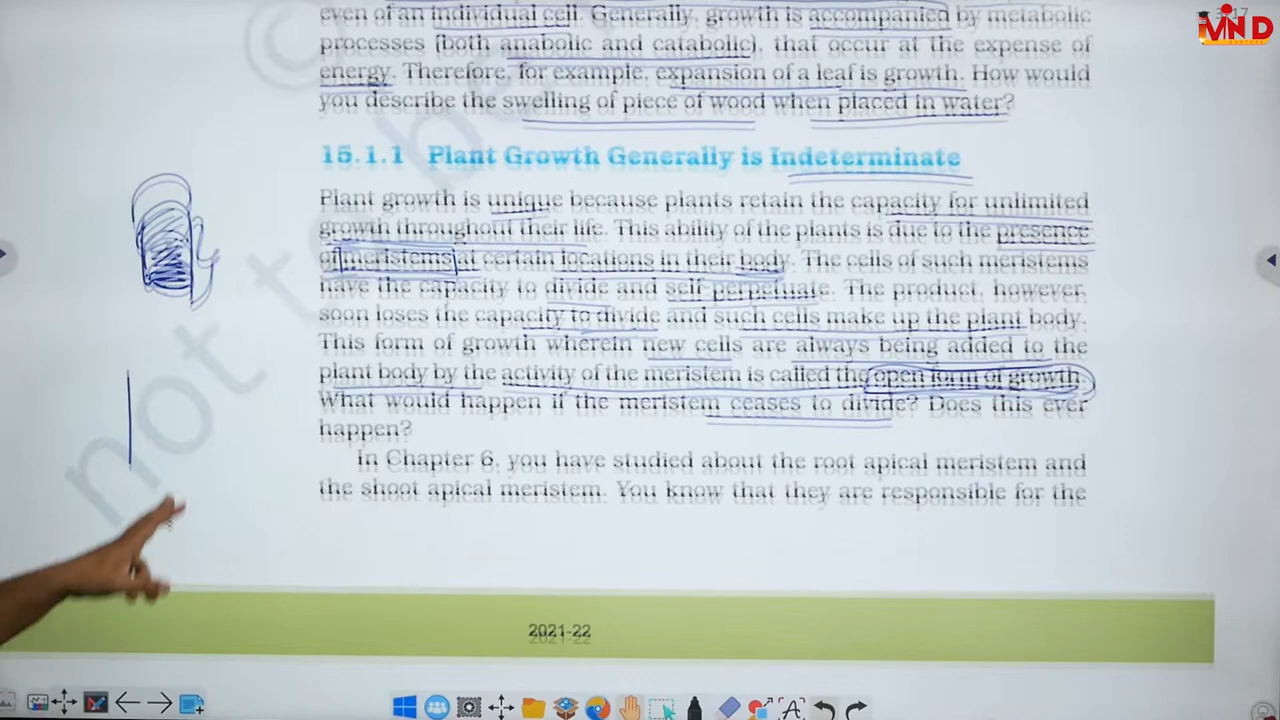 even of an individual cell. Generally, growth is accompanied by metabolic
processes (both anabolic and catabolic), that occur at the expense of
energy. Therefore, for example, expansion of a leaf is growth. How would
you describe the swelling of piece of wood when placed in water?
15.1.1 Plant Growth Generally is Indeterminate
Plant growth is unique because plants retain the capacity for unlimited
growth throughout their life. This ability of the plants is due to the presence
of meristems at certain locations in their body. The cells of such meristems
have the capacity to divide and self-perpetuate. The product, however,
soon loses the capacity to divide and such cells make up the plant body.
This form of growth wherein new cells are always being added to the
plant body by the activity of the meristem is called the open form of growth.
What would happen if the meristem ceases to divide? Does this ever
happen?
In Chapter 6, you have studied about the root apical meristem and
the shoot apical meristem. You know that they are responsible for the
2021-22
not t